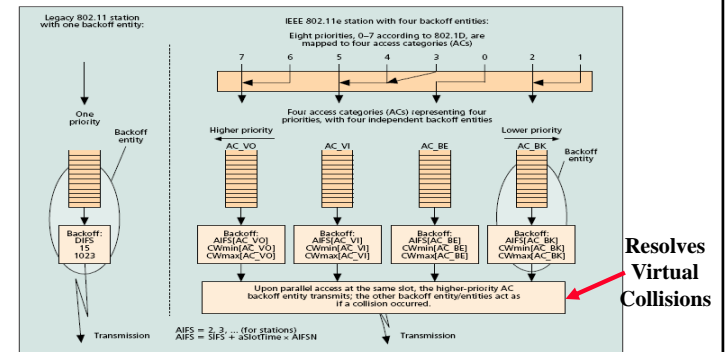 Legacy 802.11 station
with one backoff entity:
IEEE 802.11e station with four backoff entities:
Eight priorities, 0–7 according to 802.1D, are
mapped to four access categories (ACs)
7 6 5 4 3 0 2 1
One
priority
Backoff
entity
Four access categories (ACs) representing four
priorities, with four independent backoff entities
Higher priority
Lower priority
AC_VO AC_VI AC_BE AC_BK
Backoff
entity
Backoff:
DIFS
15
1023
Backoff:
AIFS[AC_VO]
CWmin[AC_VO]
CWmax[AC_VO]
Backoff:
AIFS[AC_VI]
CWmin[AC_VI]
CWmax[AC_VI]
Backoff:
AIFS[AC_BE]
CWmin[AC_BE]
CWmax[AC_BE]
Backoff:
AIFS[AC_BK]
CWmin[AC_BK]
CWmax[AC_BK]
Resolves
Virtual
Collisions
Upon parallel access at the same slot, the higher-priority AC
backoff entity transmits; the other backoff entity/entities act as
if a collision occurred.
Transmission
AIFS = 2, 3, ... (for stations)
AIFS = SIFS + aSlotTime × AIFSN
Transmission